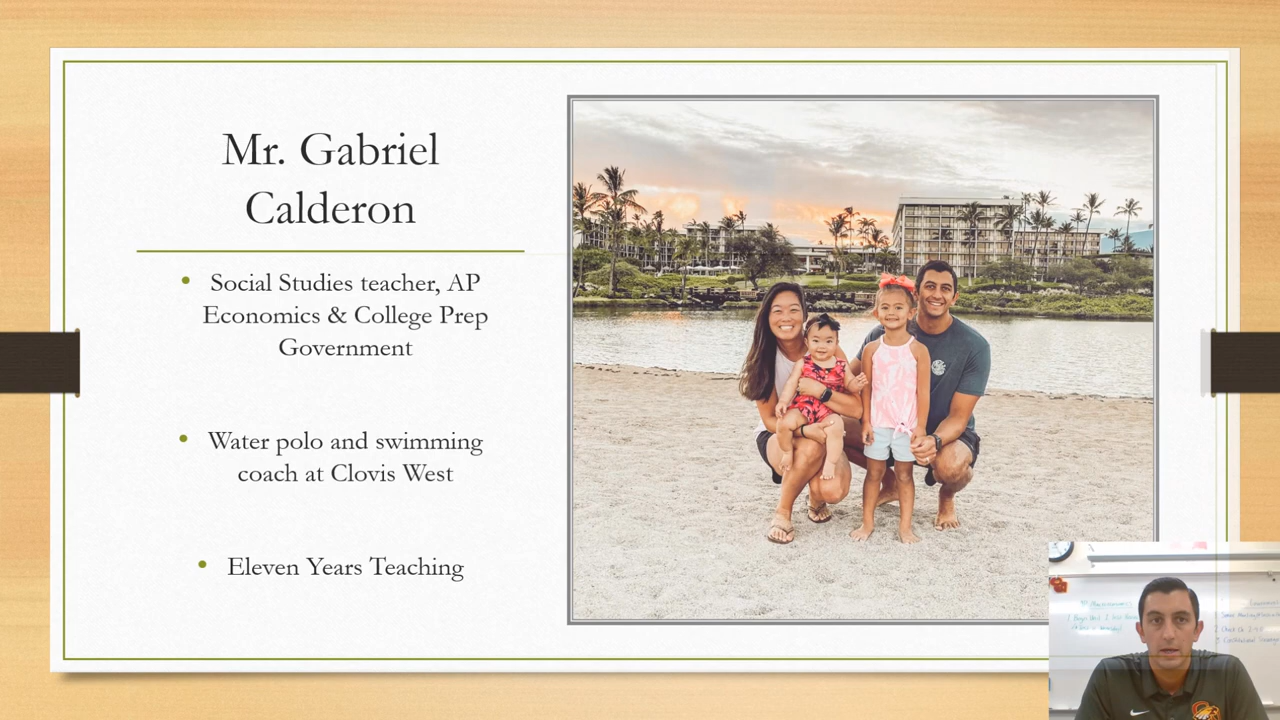 Mr. Gabriel
Calderon
• Social Studies teacher, AP
Economics & College Prep
Government
• Water polo and swimming
coach at Clovis West
• Eleven Years Teaching